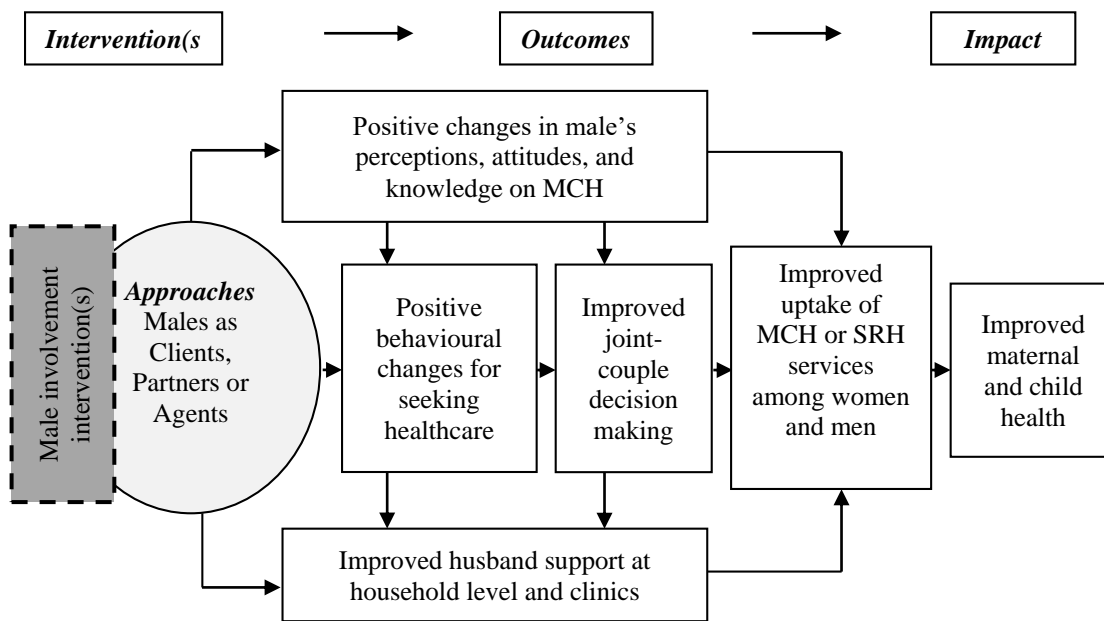 Intervention(s
Outcomes
Impact
Positive changes in male's
perceptions, attitudes, and
knowledge on MCH
Male involvement
intervention(s)
Approaches
Males as
Clients,
Partners or
Agents
Positive
behavioural
changes for
seeking
healthcare
Improved
joint-
couple
decision
making
Improved
uptake of
MCH or SRH
services
among women
and men
Improved
maternal
and child
health
Improved husband support at
household level and clinics